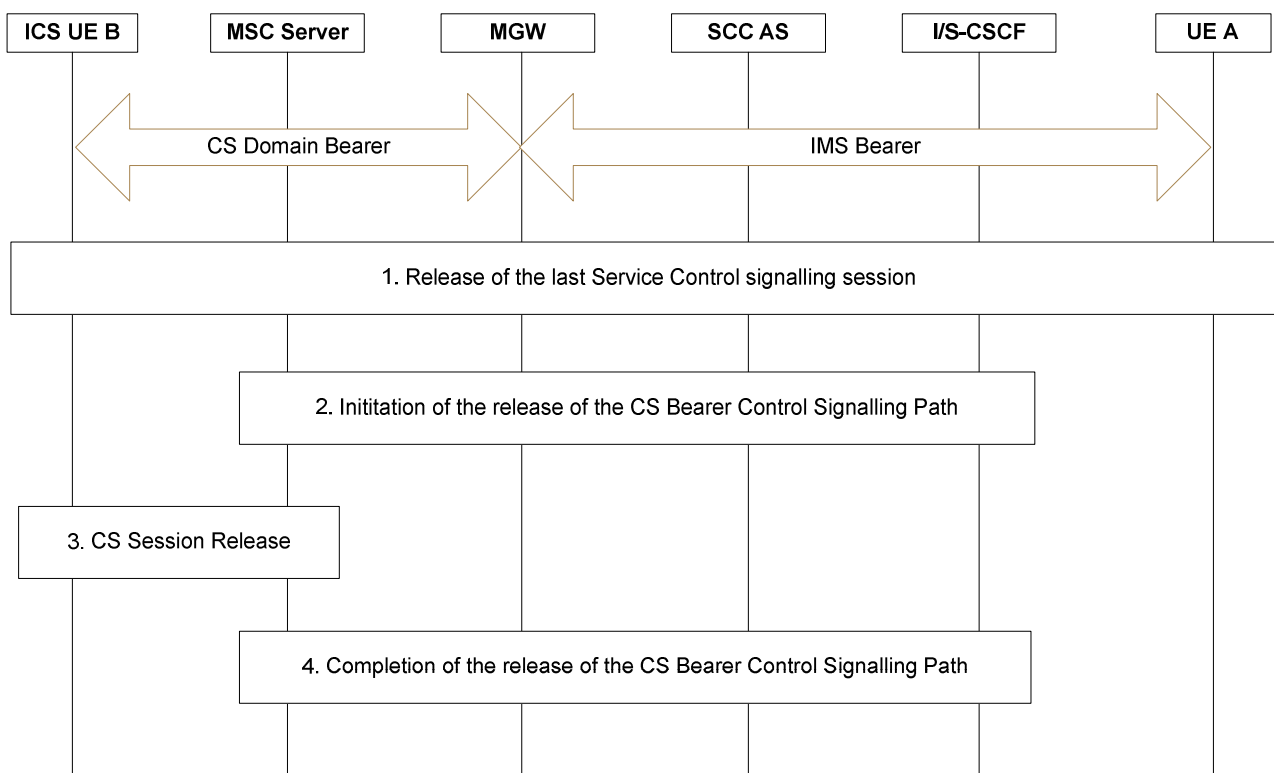 ICS UE B
MSC Server
MGW
SCC AS
I/S-CSCF
UE A
CS Domain Bearer
IMS Bearer
1. Release of the last Service Control signalling session
2. Inititation of the release of the CS Bearer Control Signalling Path
3. CS Session Release
4. Completion of the release of the CS Bearer Control Signalling Path